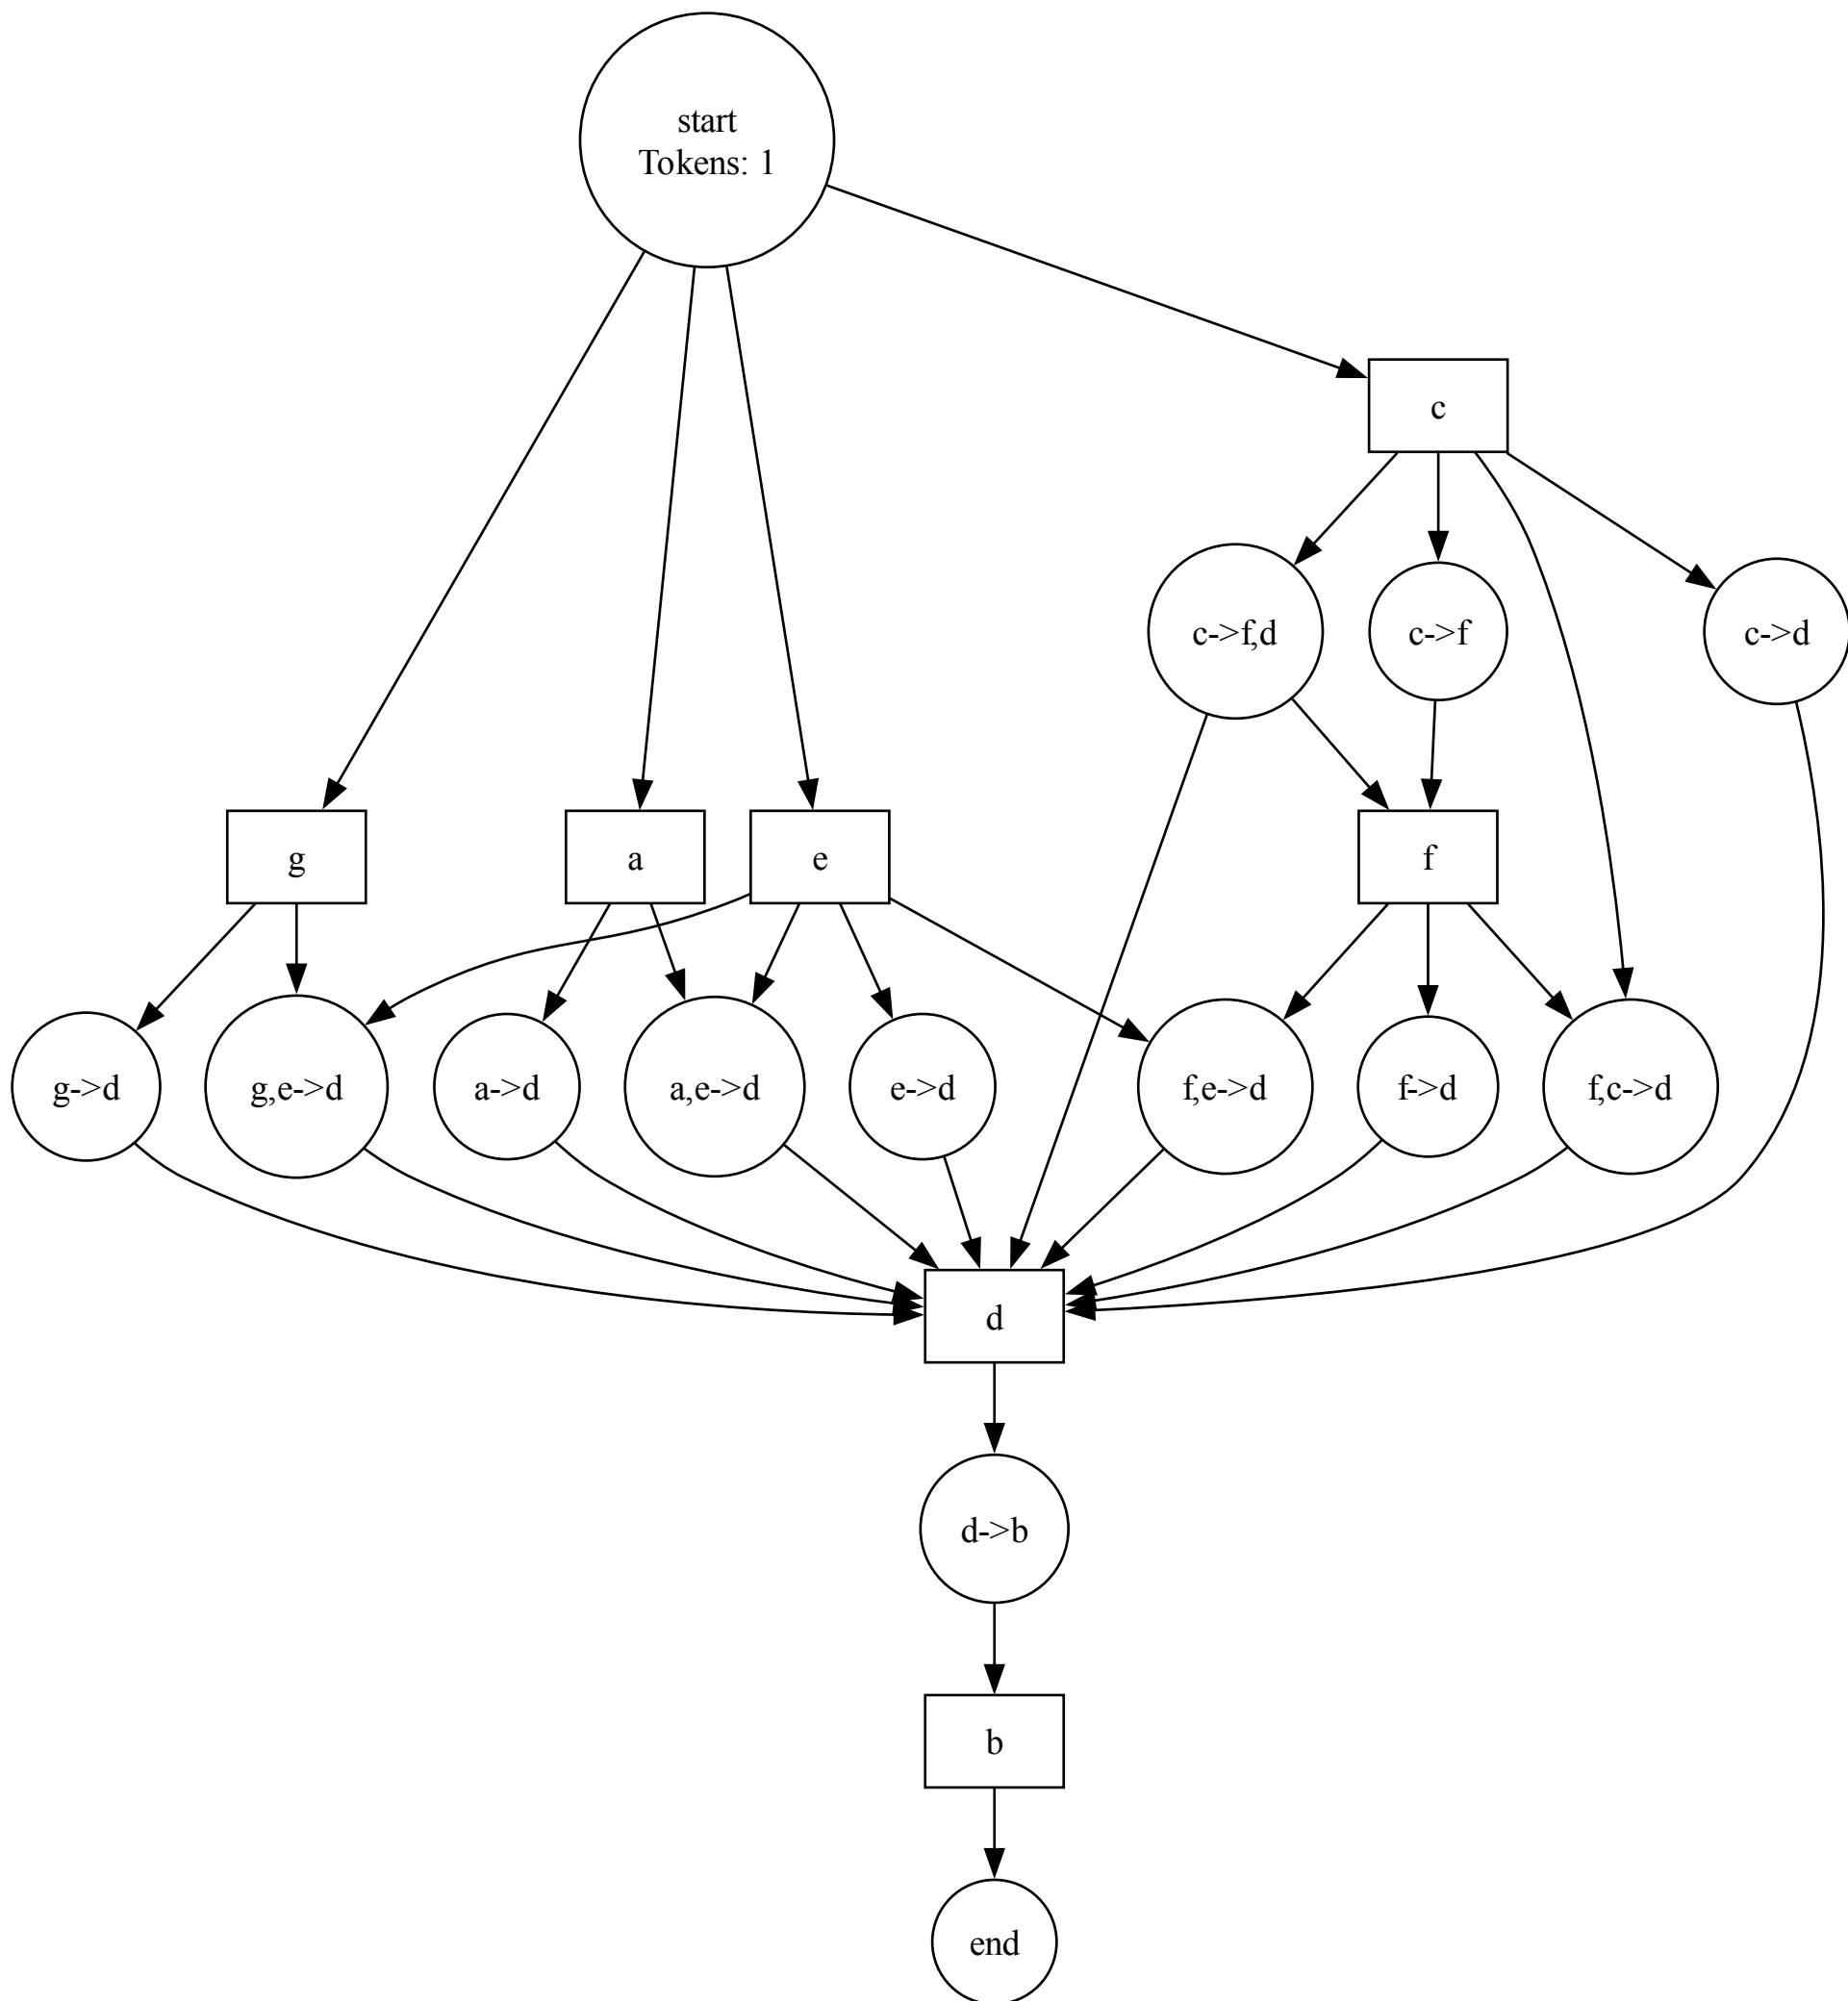 start
Tokens: 1
c
c->f,d
c->f
c->d
g
a
e
f
g->d
g,e->d
a->d
a,e->d
e->d
f,e->d
f->d
f,c->d
d
d->b
b
end